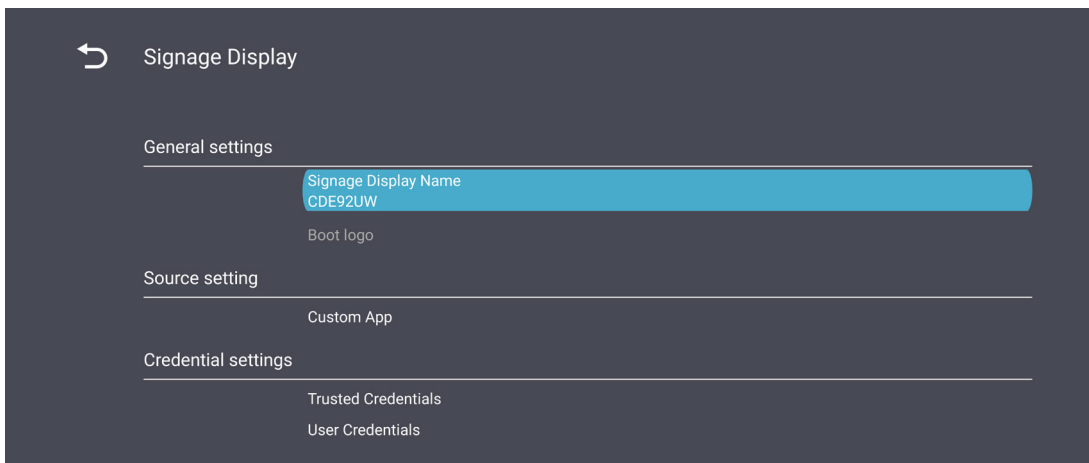 Signage Display
General settings
Signage Display Name
CDE92UW
Boot logo
Source setting
Custom App
Credential settings
Trusted Credentials
User Credentials